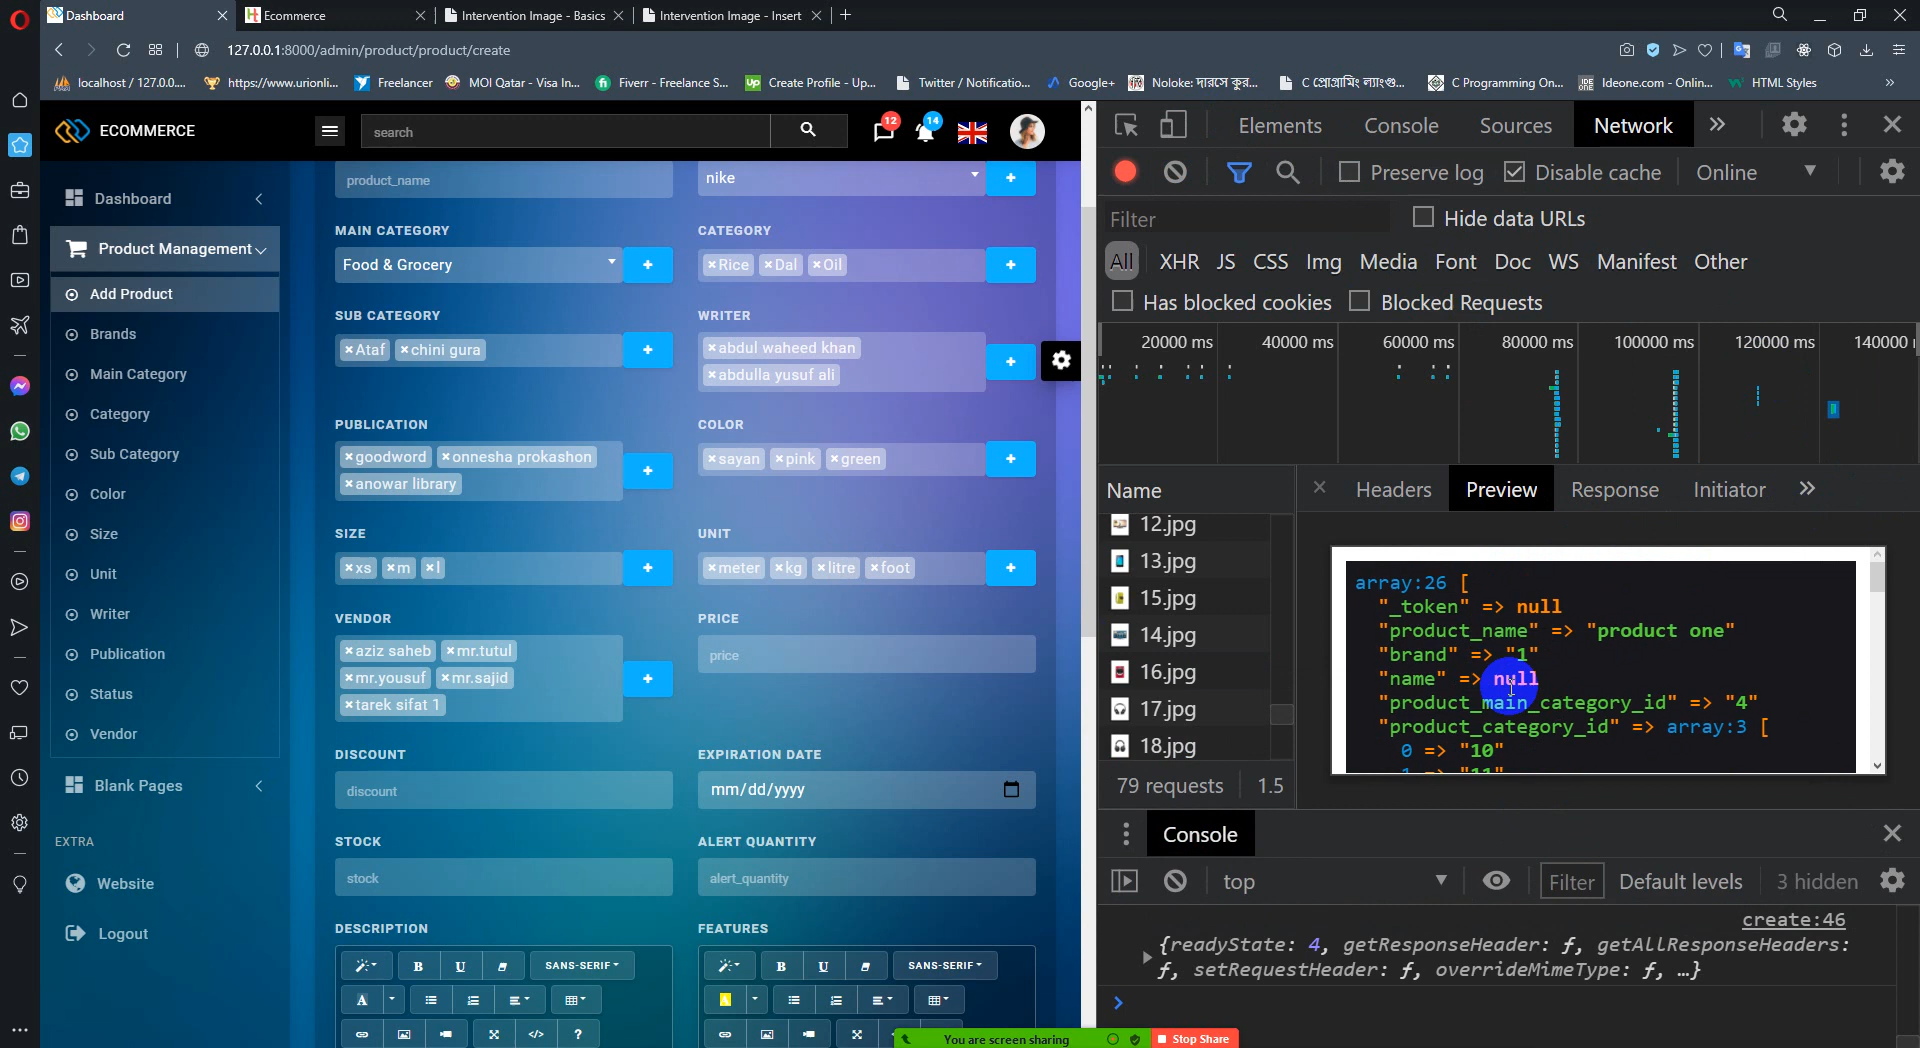 Dashboard
Ecommerce
Intervention Image - Basics
Intervention Image - Insert
127.0.0.1:8000/admin/product/product/create
localhost / 127.0.0....
https://www.urionli...
Freelancer
MOI Qatar - Visa In...
Fiverr - Freelance S...
Create Profile - Up...
Twitter / Notificatio...
Google+
Noloke: দারসে কুর...
C প্রোগ্রামিং ল্যাংগু...
C Programming On...
Ideone.com - Onlin...
HTML Styles
ECOMMERCE
search
12
14
Dashboard
Product Management
Add Product
Brands
Main Category
Category
Sub Category
Color
Size
Unit
Writer
Publication
Status
Vendor
Blank Pages
EXTRA
Website
Logout
product_name
nike
+
MAIN CATEGORY
CATEGORY
Food & Grocery
+
×Rice ×Dal ×Oil
+
SUB CATEGORY
WRITER
×Ataf ×chini gura
+
×abdul waheed khan
×abdulla yusuf ali
+
PUBLICATION
COLOR
×goodword ×onnesha prokashon
×anowar library
+
×sayan ×pink ×green
+
SIZE
UNIT
×xs ×m ×l
+
×meter ×kg ×litre ×foot
+
VENDOR
PRICE
×aziz saheb ×mr.tutul
×mr.yousuf ×mr.sajid
×tarek sifat 1
+
price
DISCOUNT
EXPIRATION DATE
discount
mm/dd/yyyy
STOCK
ALERT QUANTITY
stock
alert_quantity
DESCRIPTION
FEATURES
B U SANS-SERIF
B U SANS-SERIF
A
A
</> ?
Elements Console Sources Network
Preserve log Disable cache Online
Filter
Hide data URLs
All XHR JS CSS Img Media Font Doc WS Manifest Other
Has blocked cookies Blocked Requests
20000 ms 40000 ms 60000 ms 80000 ms 100000 ms 120000 ms 140000
Name
Headers Preview Response Initiator
12.jpg
13.jpg
15.jpg
14.jpg
16.jpg
17.jpg
18.jpg
79 requests 1.5
array:26 [
"_token" => null
"product_name" => "product one"
"brand" => "1"
"name" => null
"product_main_category_id" => "4"
"product_category_id" => array:3 [
0 => "10"
1 => "11"
Console
top
Filter
Default levels
3 hidden
create:46
{readyState: 4, getResponseHeader: ƒ, getAllResponseHeaders:
ƒ, setRequestHeader: ƒ, overrideMimeType: ƒ, …}
You are screen sharing
Stop Share